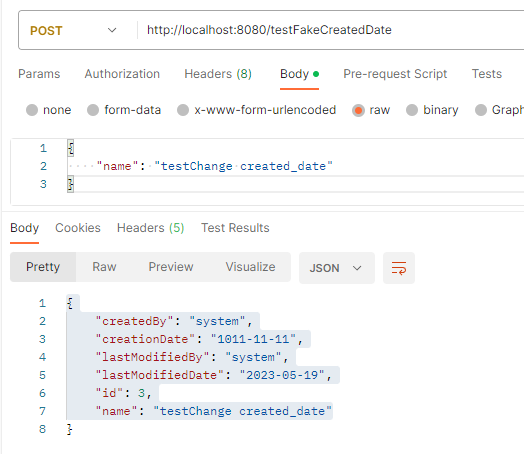 POST http://localhost:8080/testFakeCreatedDate
Params Authorization Headers (8) Body Pre-request Script Tests
none form-data x-www-form-urlencoded raw binary Graph
1 {
2 "name": "testChange created_date"
3 }
Body Cookies Headers (5) Test Results
Pretty Raw Preview Visualize JSON
1 {
2 "createdBy": "system",
3 "creationDate": "1011-11-11",
4 "lastModifiedBy": "system",
5 "lastModifiedDate": "2023-05-19",
6 "id": 3,
7 "name": "testChange created_date"
8 }